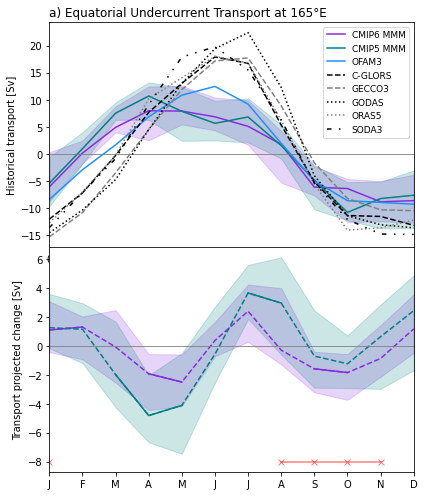 a) Equatorial Undercurrent Transport at 165°E
Historical transport [Sv]
20
15
10
5
0
−5
−10
−15
CMIP6 MMM
CMIP5 MMM
OFAM3
C-GLORS
GECCO3
GODAS
ORAS5
SODA3
Transport projected change [Sv]
6
4
2
0
−2
−4
−6
−8
J F M A M J J A S O N D